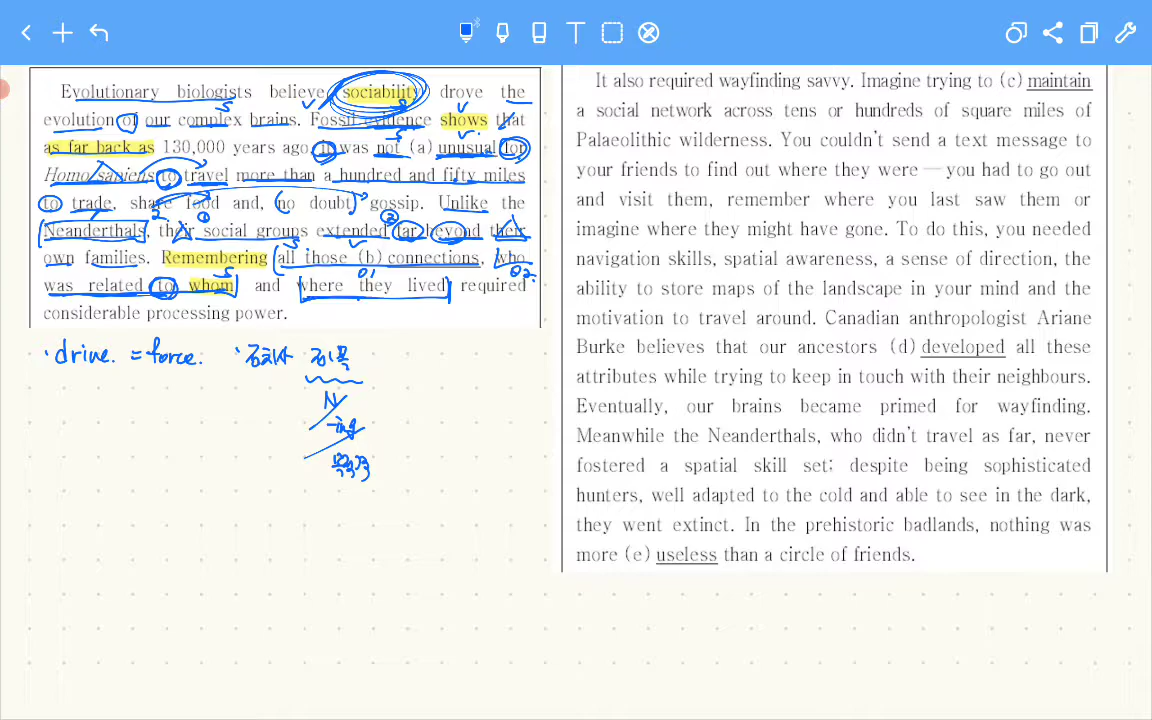 Evolutionary biologists believe sociability drove the
evolution of our complex brains. Fossil evidence shows that
as far back as 130,000 years ago, it was not (a) unusual for
Homo sapiens to travel more than a hundred and fifty miles
to trade, share food and, no doubt, gossip. Unlike the
Neanderthals, their social groups extended far beyond their
own families. Remembering all those (b) connections, who
was related to whom and where they lived required
considerable processing power.
· drive. = force.
N
-ing
It also required wayfinding savvy. Imagine trying to (c) maintain
a social network across tens or hundreds of square miles of
Palaeolithic wilderness. You couldn't send a text message to
your friends to find out where they were — you had to go out
and visit them, remember where you last saw them or
imagine where they might have gone. To do this, you needed
navigation skills, spatial awareness, a sense of direction, the
ability to store maps of the landscape in your mind and the
motivation to travel around. Canadian anthropologist Ariane
Burke believes that our ancestors (d) developed all these
attributes while trying to keep in touch with their neighbours.
Eventually, our brains became primed for wayfinding.
Meanwhile the Neanderthals, who didn't travel as far, never
fostered a spatial skill set; despite being sophisticated
hunters, well adapted to the cold and able to see in the dark,
they went extinct. In the prehistoric badlands, nothing was
more (e) useless than a circle of friends.